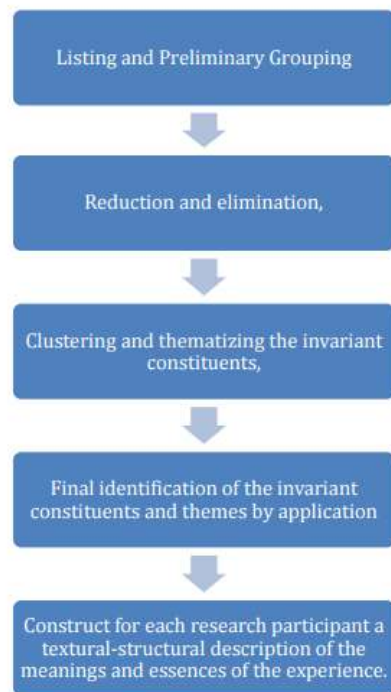 Listing and Preliminary Grouping
Reduction and elimination,
Clustering and thematizing the invariant
constituents,
Final identification of the invariant
constituents and themes by application
Construct for each research participant a
textural-structural description of the
meanings and essences of the experience.